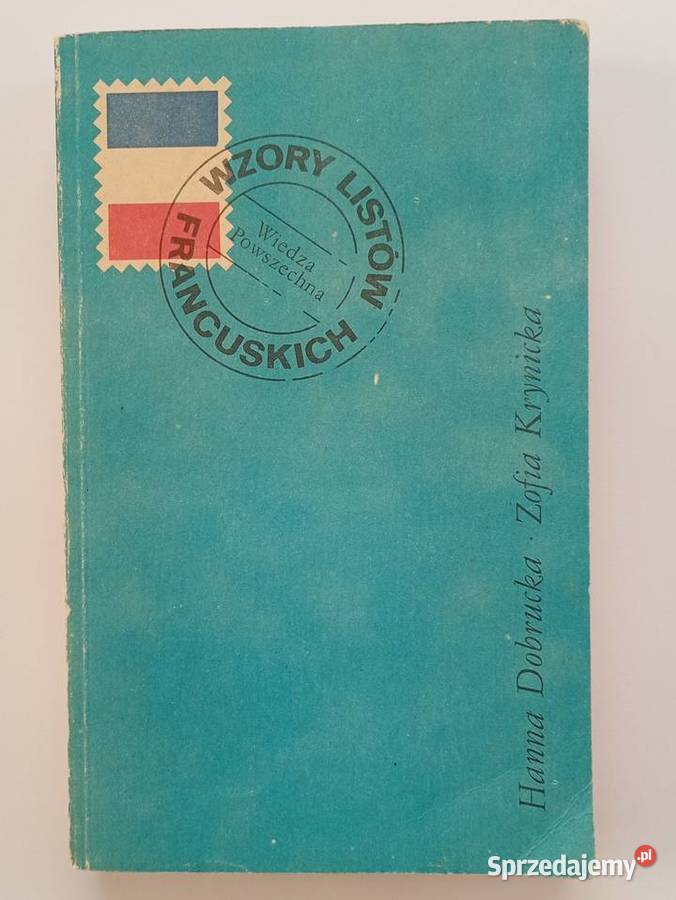 WZORY LISTÓW
FRANCUSKICH
Wiedza
Powszechna
Hanna Dobrucka · Zofia Krynicka
Sprzedajemy.pl